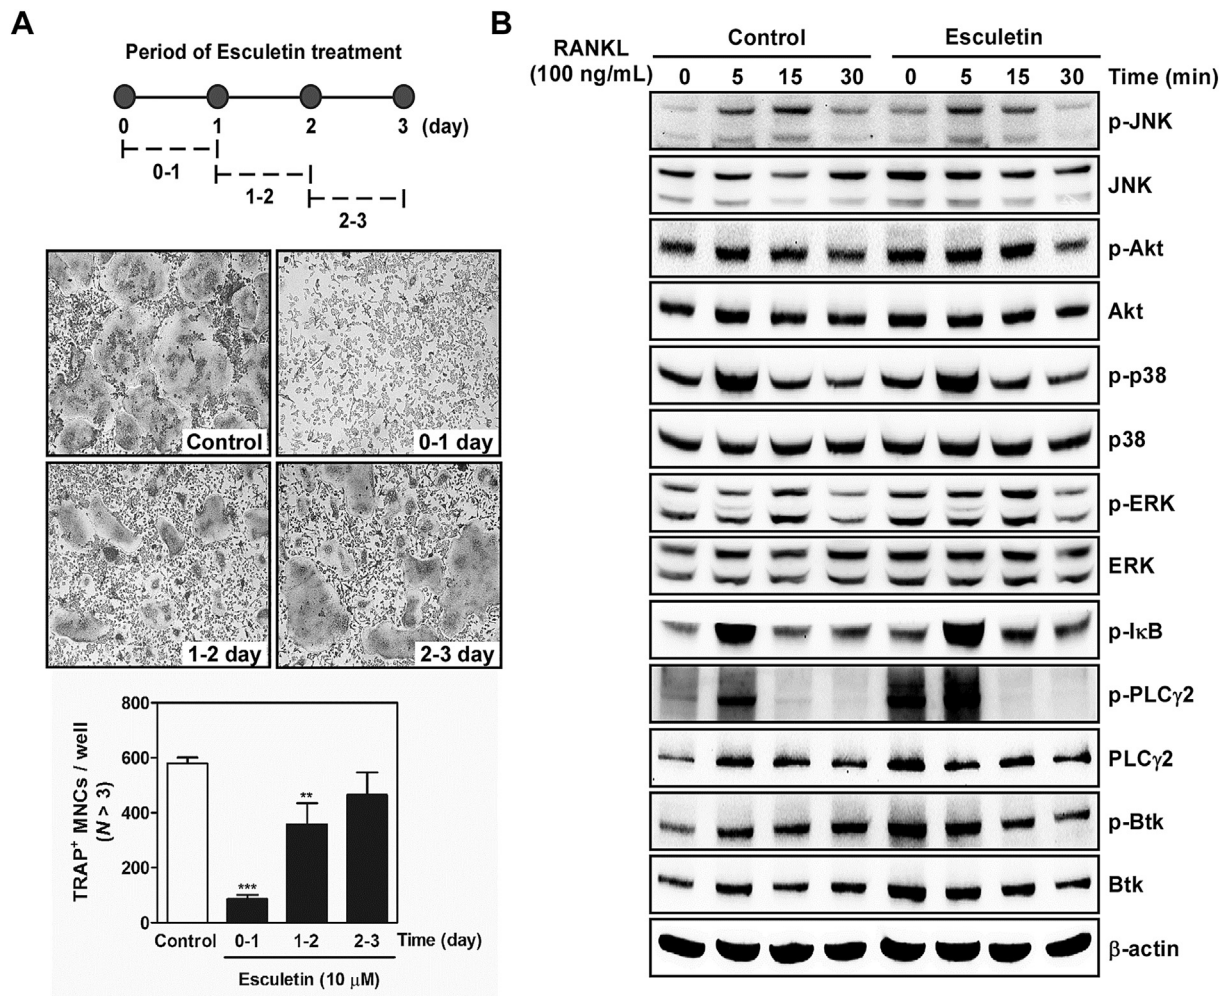 A
Period of Esculetin treatment
0 1 2 3 (day)
0-1
1-2
2-3
Control
0-1 day
1-2 day
2-3 day
TRAP⁺ MNCs / well
(N > 3)
800
600
400
200
0
***
**
Control 0-1 1-2 2-3 Time (day)
Esculetin (10 μM)
B
RANKL
(100 ng/mL)
Control Esculetin
0 5 15 30 0 5 15 30 Time (min)
p-JNK
JNK
p-Akt
Akt
p-p38
p38
p-ERK
ERK
p-IκB
p-PLCγ2
PLCγ2
p-Btk
Btk
β-actin